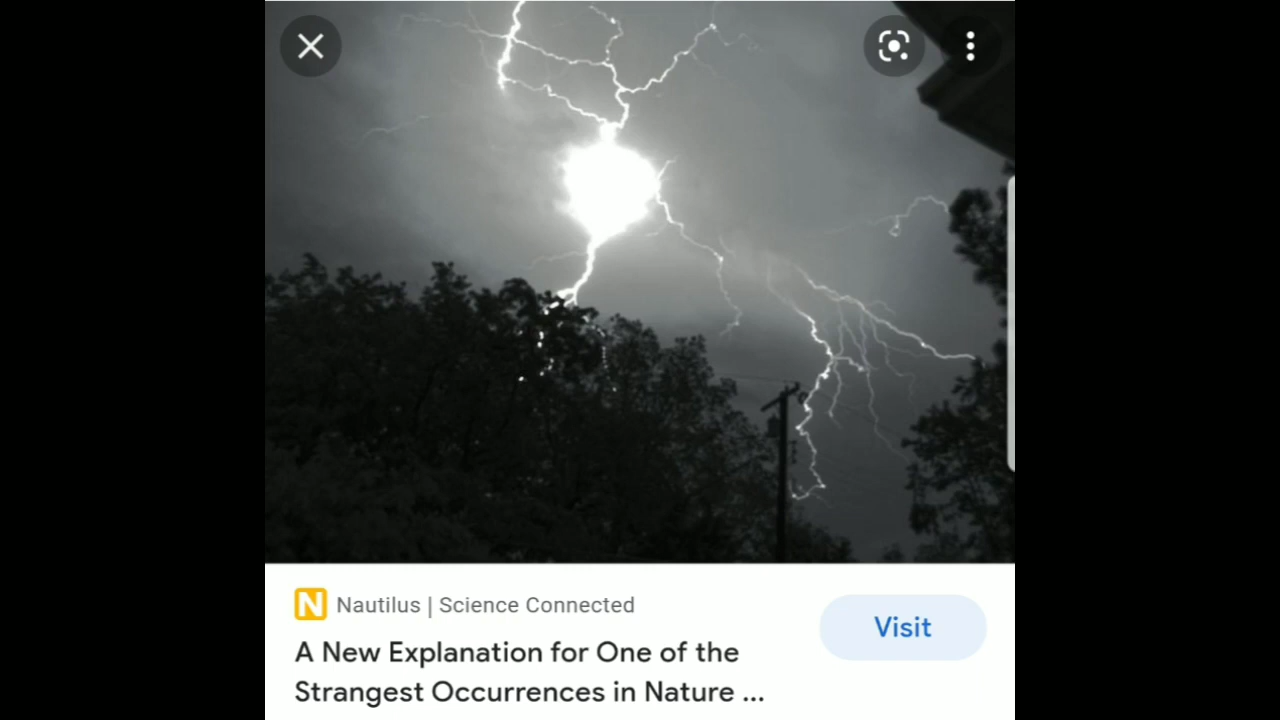 N Nautilus | Science Connected
Visit
A New Explanation for One of the
Strangest Occurrences in Nature ...